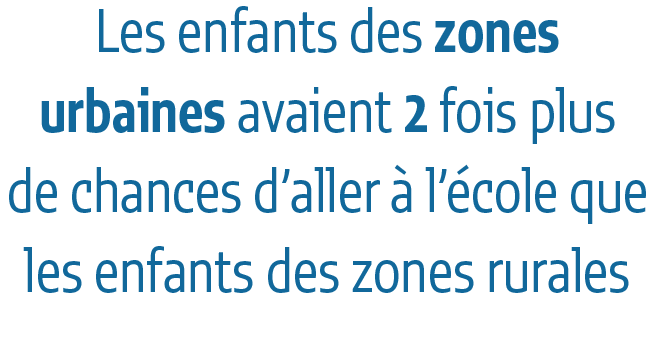 Les enfants des zones
urbaines avaient 2 fois plus
de chances d’aller à l’école que
les enfants des zones rurales